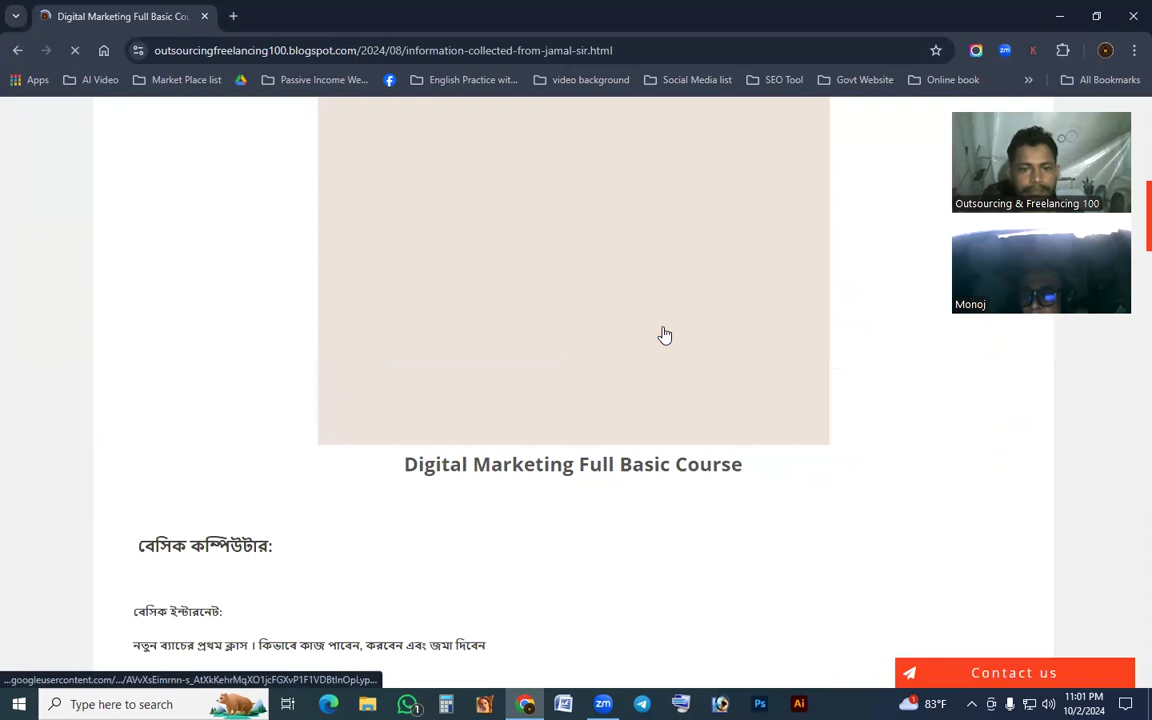 Digital Marketing Full Basic Cou
outsourcingfreelancing100.blogspot.com/2024/08/information-collected-from-jamal-sir.html
Apps
AI Video
Market Place list
Passive Income We...
English Practice wit...
video background
Social Media list
SEO Tool
Govt Website
Online book
All Bookmarks
Outsourcing & Freelancing 100
Monoj
Digital Marketing Full Basic Course
বেসিক কম্পিউটার:
বেসিক ইন্টারনেট:
নতুন ব্যাচের প্রথম ক্লাস । কিভাবে কাজ পাবেন, করবেন এবং জমা দিবেন
Contact us
Type here to search
83°F
11:01 PM
10/2/2024